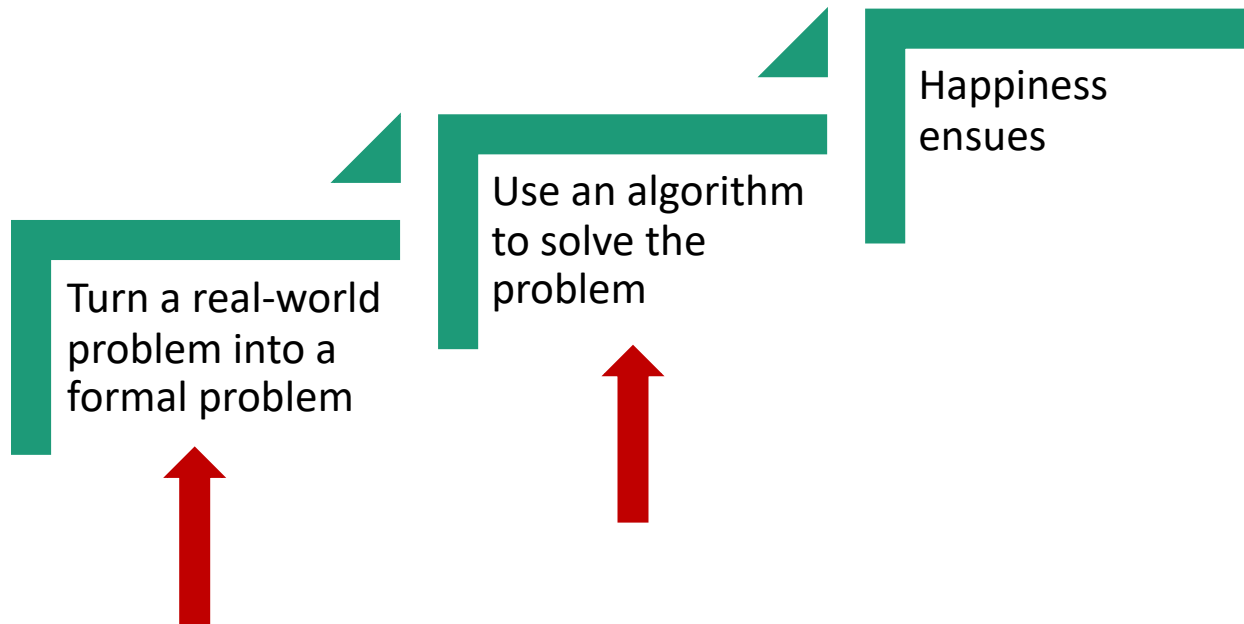 Turn a real-world
problem into a
formal problem
Use an algorithm
to solve the
problem
Happiness
ensues